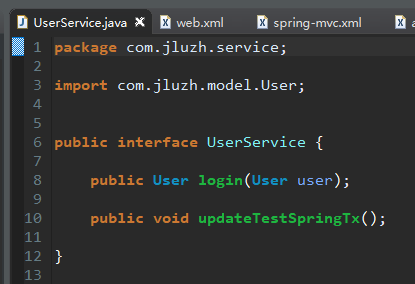 UserService.java web.xml spring-mvc.xml
1 package com.jluzh.service;
2
3 import com.jluzh.model.User;
4
5
6 public interface UserService {
7
8 public User login(User user);
9
10 public void updateTestSpringTx();
11
12 }
13